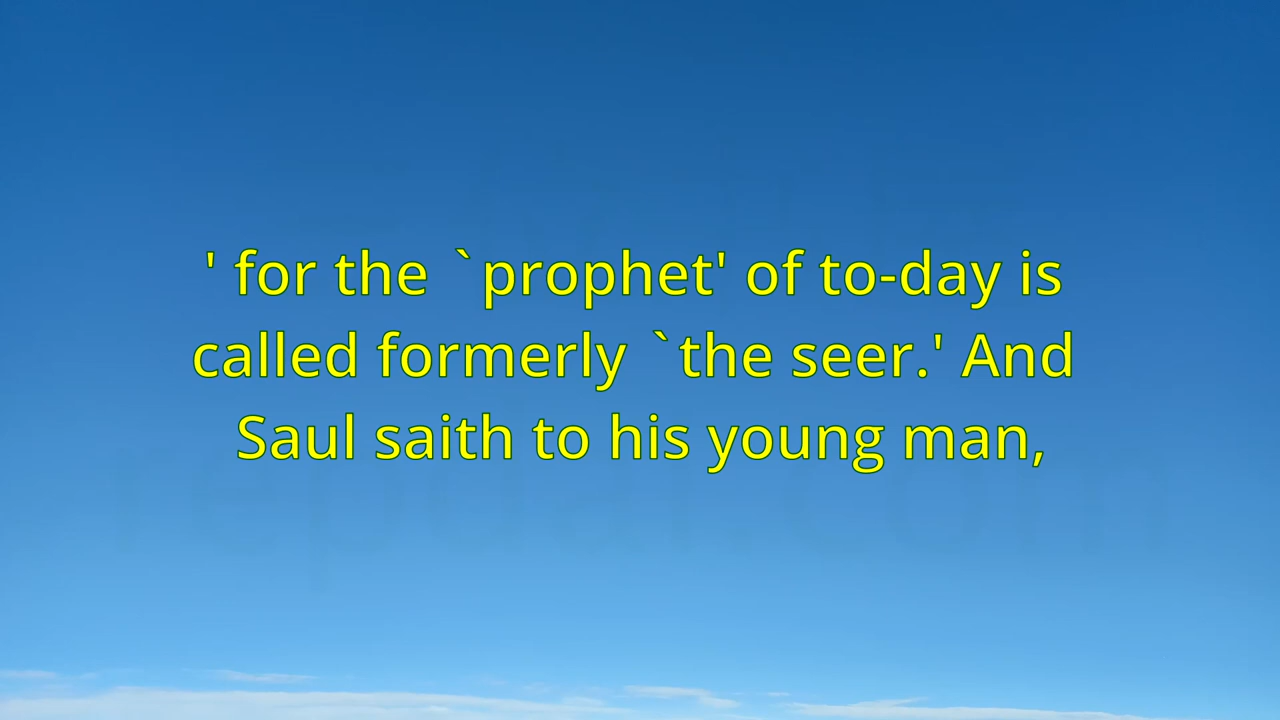 ' for the `prophet' of to-day is
called formerly `the seer.' And
Saul saith to his young man,